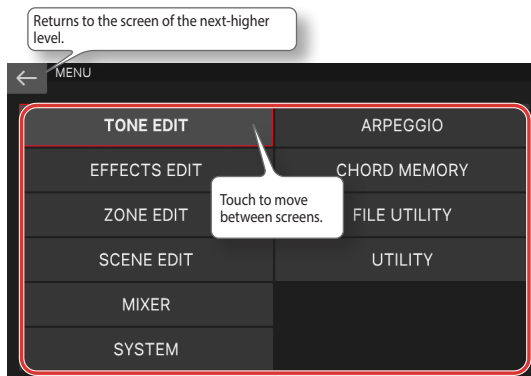 Returns to the screen of the next-higher
level.
MENU
TONE EDIT
ARPEGGIO
EFFECTS EDIT
CHORD MEMORY
ZONE EDIT
Touch to move
between screens.
FILE UTILITY
SCENE EDIT
UTILITY
MIXER
SYSTEM